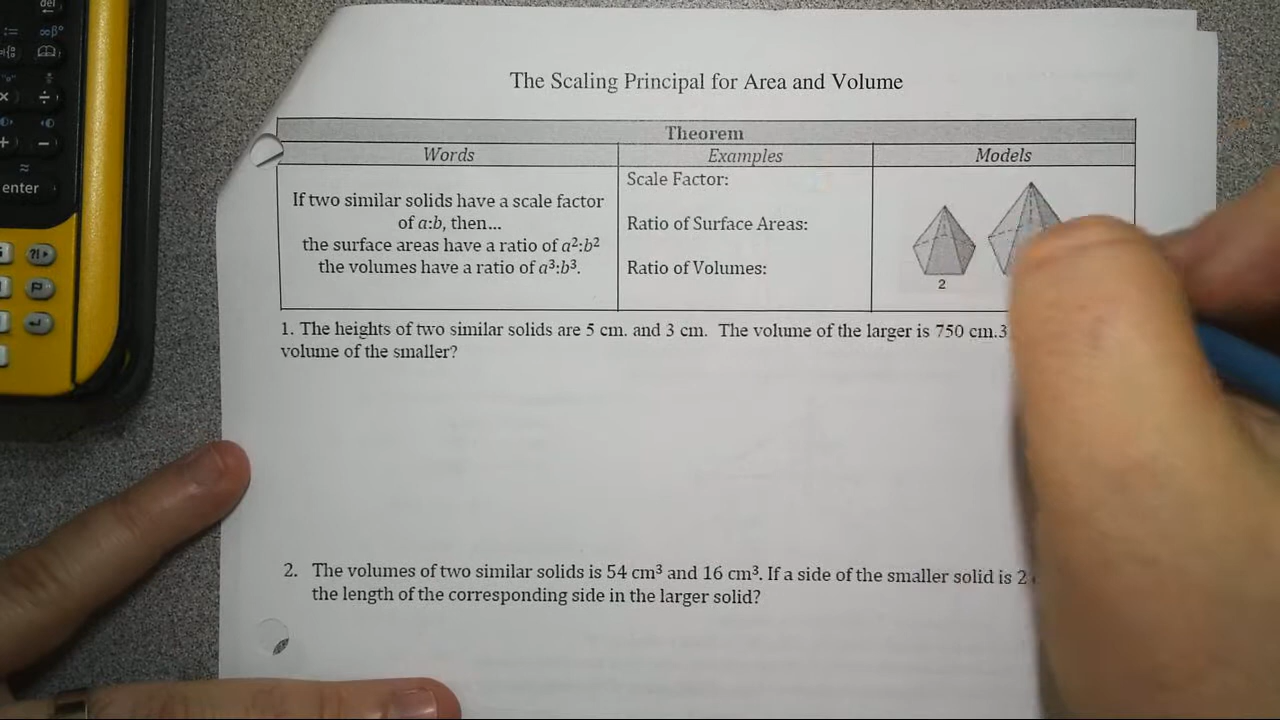 del
enter
The Scaling Principal for Area and Volume
Theorem
Words Examples Models
If two similar solids have a scale factor
of a:b, then...
the surface areas have a ratio of a²:b²
the volumes have a ratio of a³:b³.
Scale Factor:
Ratio of Surface Areas:
Ratio of Volumes:
2
1. The heights of two similar solids are 5 cm. and 3 cm. The volume of the larger is 750 cm.3
volume of the smaller?
2. The volumes of two similar solids is 54 cm³ and 16 cm³. If a side of the smaller solid is 2
the length of the corresponding side in the larger solid?